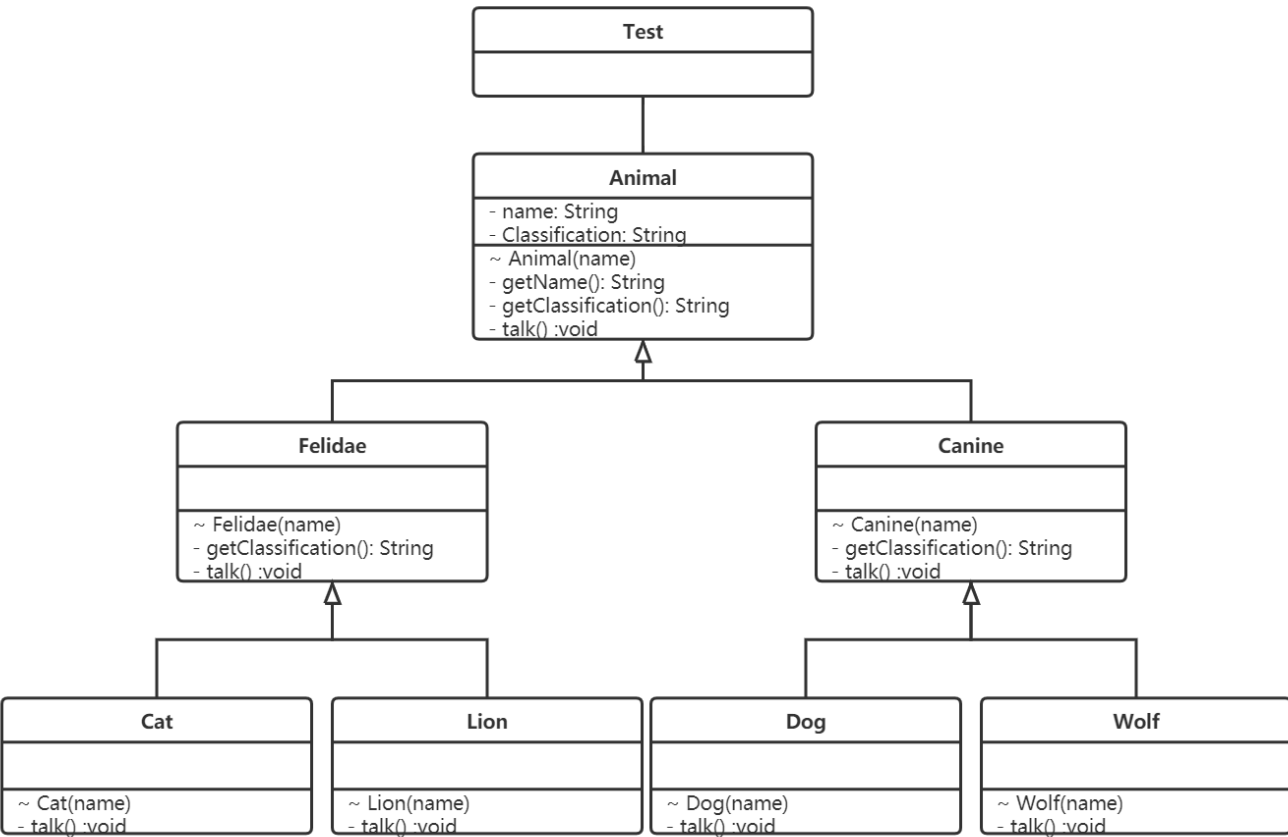 Test
Animal
- name: String
- Classification: String
~ Animal(name)
- getName(): String
- getClassification(): String
- talk() :void
Felidae
~ Felidae(name)
- getClassification(): String
- talk() :void
Canine
~ Canine(name)
- getClassification(): String
- talk() :void
Cat
~ Cat(name)
- talk() :void
Lion
~ Lion(name)
- talk() :void
Dog
~ Dog(name)
- talk() :void
Wolf
~ Wolf(name)
- talk() :void